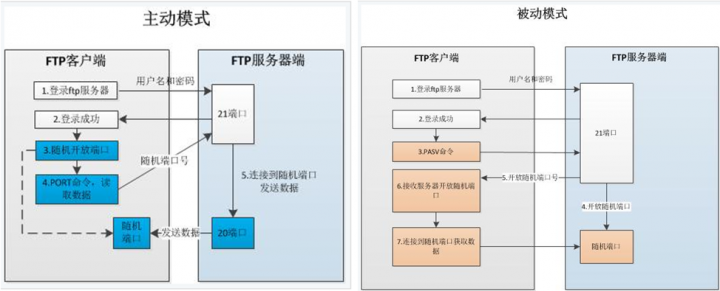 主动模式
FTP客户端
FTP服务器端
用户名和密码
1.登录ftp服务器
21端口
2.登录成功
3.随机开放端口
随机端口号
4.PORT命令，读
取数据
5.连接到随机端口
发送数据
随机
端口
发送数据
20端口
被动模式
FTP客户端
FTP服务器端
用户名和密码
1.登录ftp服务器
2.登录成功
21端口
3.PASV命令
5.开放随机端口号
6.接收服务器开放随机端
口
4.开放随机端口
7.连接到随机端口获取数
据
随机端口